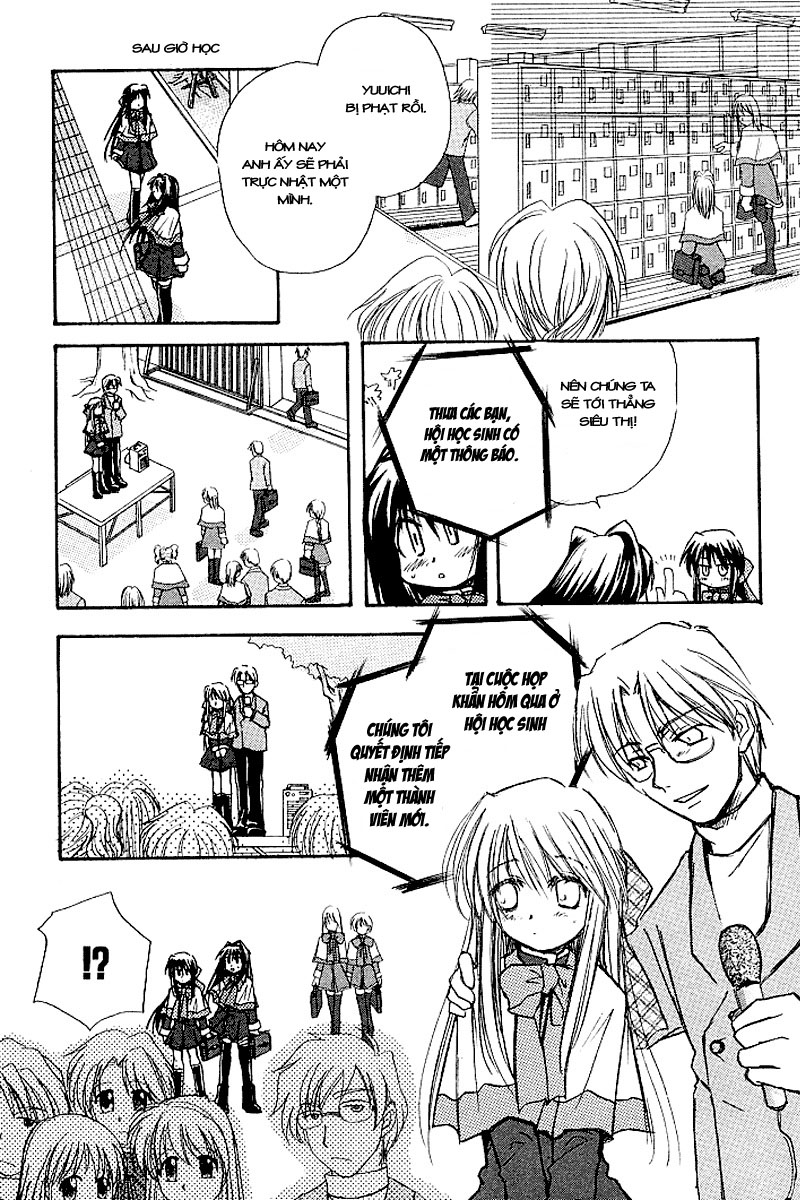 SAU GIỜ HỌC
YUUICHI
BỊ PHẠT RỒI.
HÔM NAY
ANH ẤY SẼ PHẢI
TRỰC NHẬT MỘT
MÌNH.
NÊN CHÚNG TA
SẼ TỚI THẲNG
SIÊU THỊ!
THƯA CÁC BẠN,
HỘI HỌC SINH CÓ
MỘT THÔNG BÁO.
TẠI CUỘC HỌP
KHẨN HÔM QUA Ở
HỘI HỌC SINH
CHÚNG TÔI
QUYẾT ĐỊNH TIẾP
NHẬN THÊM
MỘT THÀNH
VIÊN MỚI.
!?